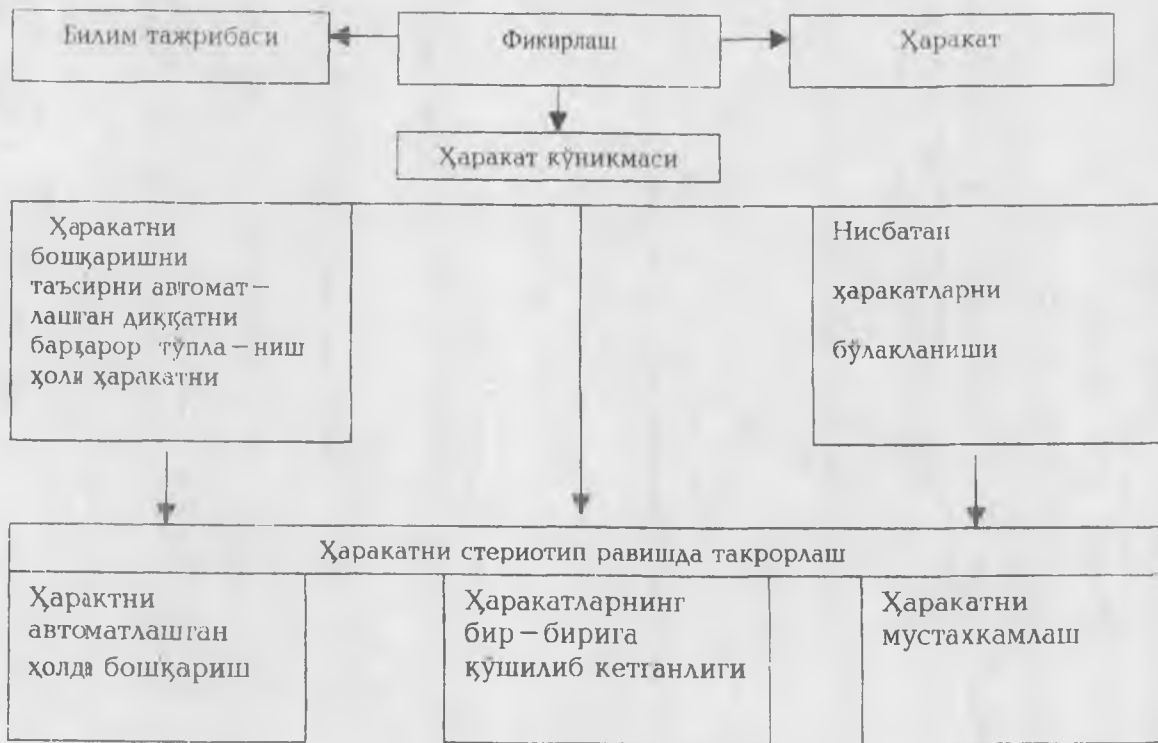 Билим тажрибаси
Фикирлаш
Ҳаракат
Ҳаракат кўникмаси
Ҳаракатни
бошқаришни
таъсирни автомат—
лашган диққатни
барқарор тўпла—ниш
ҳоли ҳаракатни
Нисбатан
ҳаракатларни
бўлакланиши
Ҳаракатни стериотип равишда такрорлаш
Ҳарактни
автоматлашган
ҳолда бошқариш
Ҳаракатларнинг
бир—бирига
қўшилиб кетганлиги
Ҳаракатни
мустахкамлаш